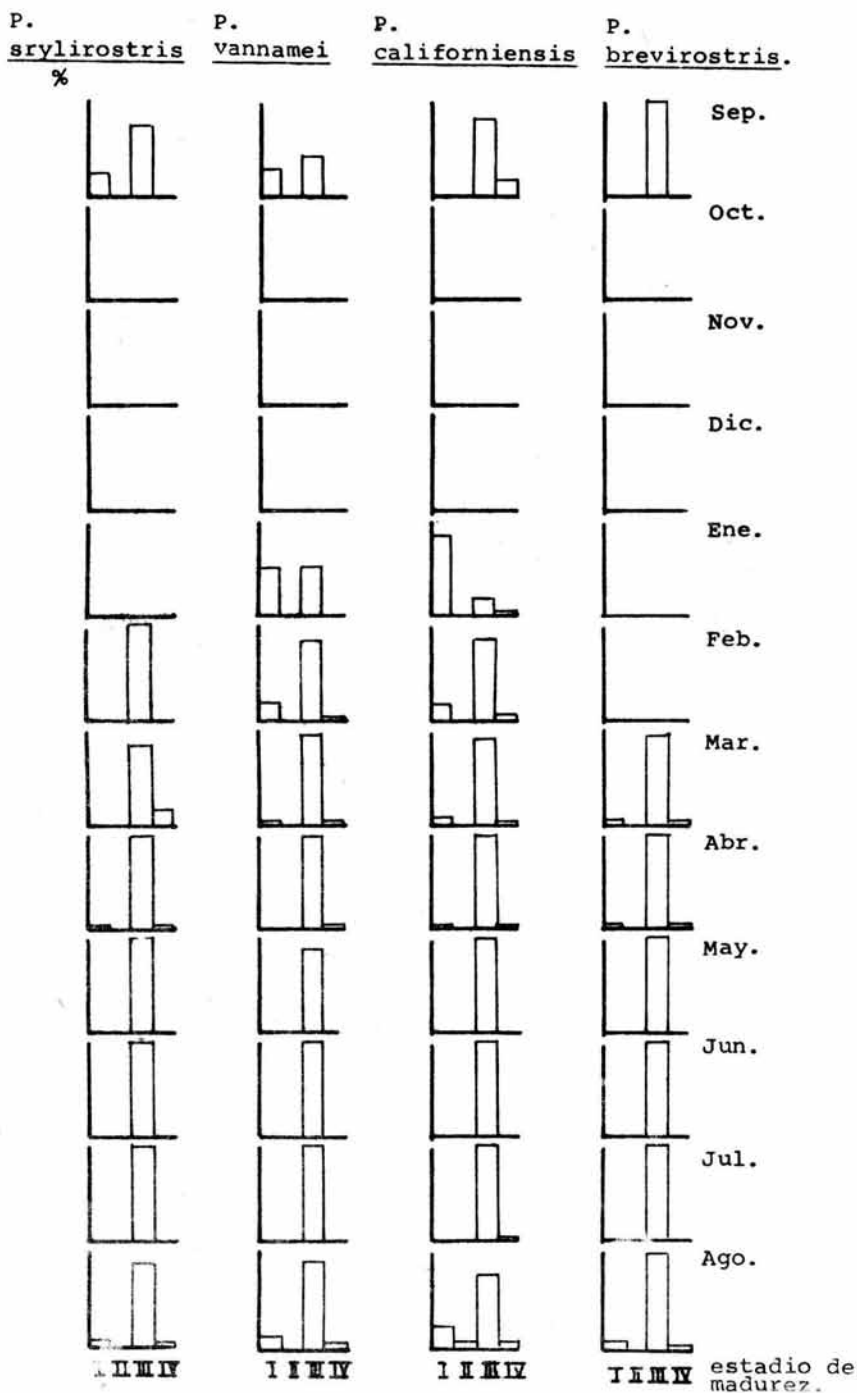 P. P. P. P.
srylirostris vannamei californiensis brevirostris.
%
Sep.
Oct.
Nov.
Dic.
Ene.
Feb.
Mar.
Abr.
May.
Jun.
Jul.
Ago.
I II III IV I II III IV I II III IV I II III IV estadio de
madurez.